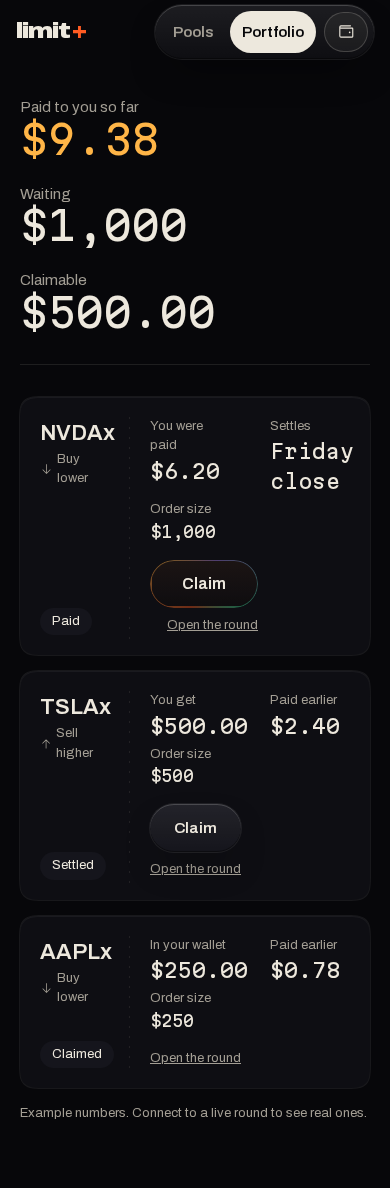 limit+
Pools
Portfolio
Paid to you so far
$9.38
Waiting
$1,000
Claimable
$500.00
NVDAx
↓ Buy
lower
Paid
You were
paid
$6.20
Settles
Friday
close
Order size
$1,000
Claim
Open the round
TSLAx
↑ Sell
higher
Settled
You get
$500.00
Paid earlier
$2.40
Order size
$500
Claim
Open the round
AAPLx
↓ Buy
lower
Claimed
In your wallet
$250.00
Paid earlier
$0.78
Order size
$250
Open the round
Example numbers. Connect to a live round to see real ones.